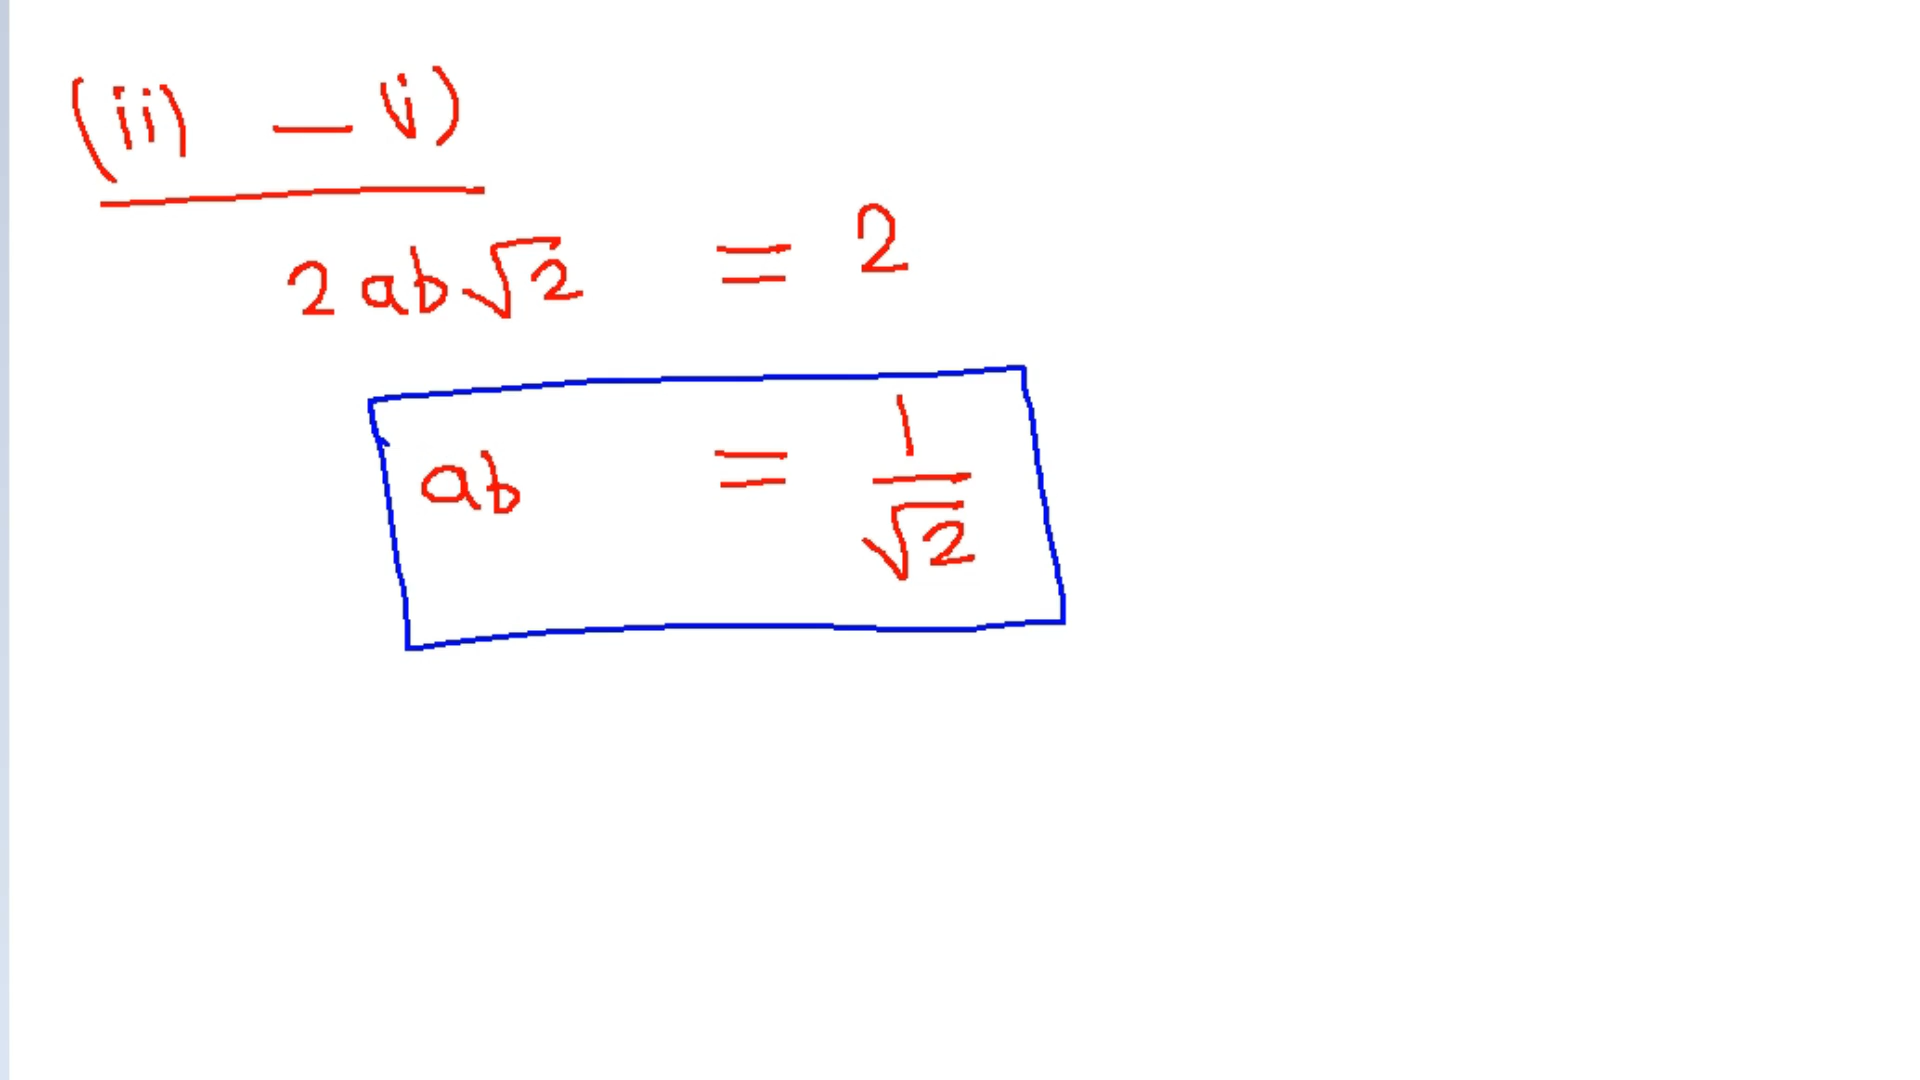 (ii) - (i)
2ab√2 = 2
ab = 1/√2